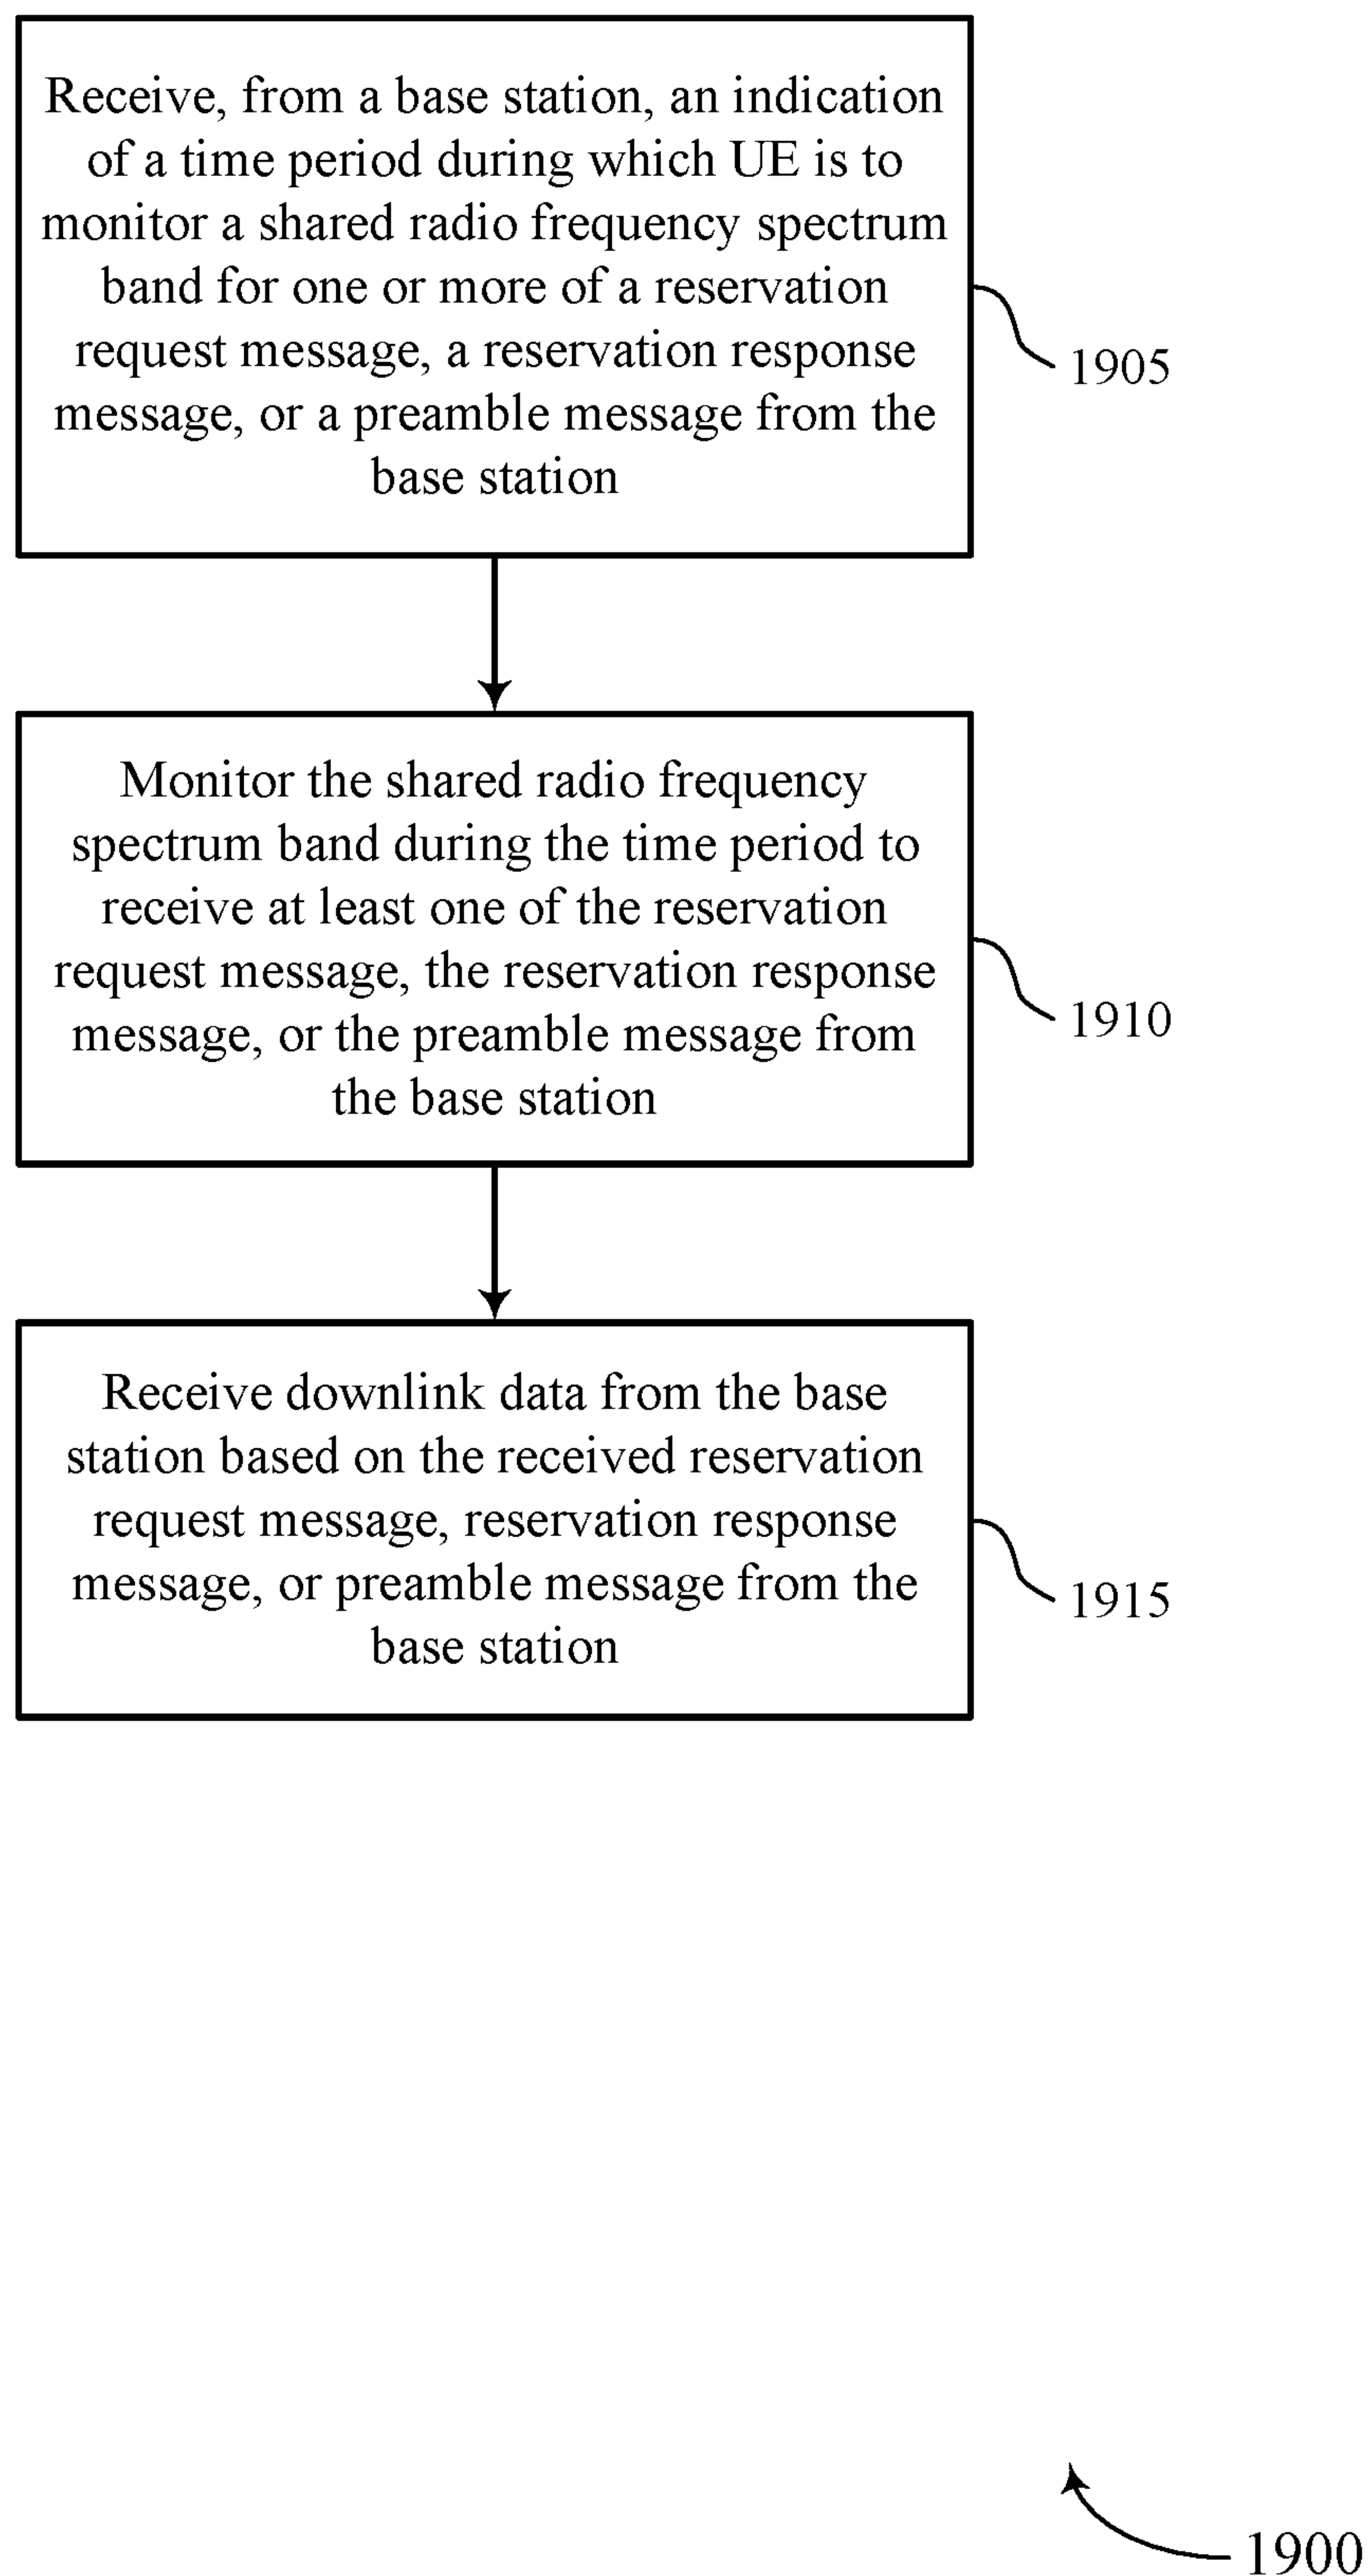 Receive, from a base station, an indication
of a time period during which UE is to
monitor a shared radio frequency spectrum
band for one or more of a reservation
request message, a reservation response
message, or a preamble message from the
base station
1905
Monitor the shared radio frequency
spectrum band during the time period to
receive at least one of the reservation
request message, the reservation response
message, or the preamble message from
the base station
1910
Receive downlink data from the base
station based on the received reservation
request message, reservation response
message, or preamble message from the
base station
1915
1900